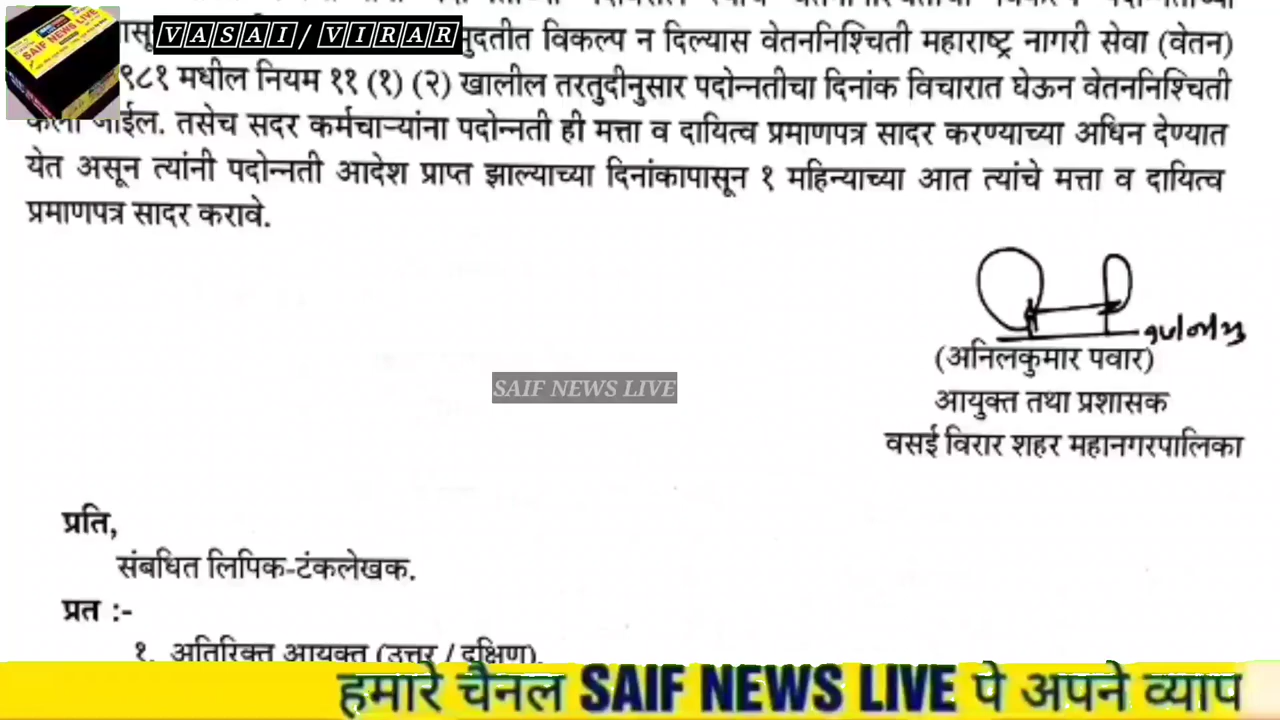 SAIF NEWS LIVE
VASAI/VIRAR
मुदतीत विकल्प न दिल्यास वेतननिश्चिती महाराष्ट्र नागरी सेवा (वेतन)
मधील नियम ११ (१) (२) खालील तरतुदीनुसार पदोन्नतीचा दिनांक विचारात घेऊन वेतननिश्चिती
केली जाईल. तसेच सदर कर्मचाऱ्यांना पदोन्नती ही मत्ता व दायित्व प्रमाणपत्र सादर करण्याच्या अधिन देण्यात
येत असून त्यांनी पदोन्नती आदेश प्राप्त झाल्याच्या दिनांकापासून १ महिन्याच्या आत त्यांचे मत्ता व दायित्व
प्रमाणपत्र सादर करावे.
(अनिलकुमार पवार)
आयुक्त तथा प्रशासक
वसई विरार शहर महानगरपालिका
SAIF NEWS LIVE
प्रति,
संबधित लिपिक-टंकलेखक.
प्रत :-
१. अतिरिक्त आयुक्त (उत्तर / दक्षिण).
हमारे चैनल SAIF NEWS LIVE पे अपने व्याप